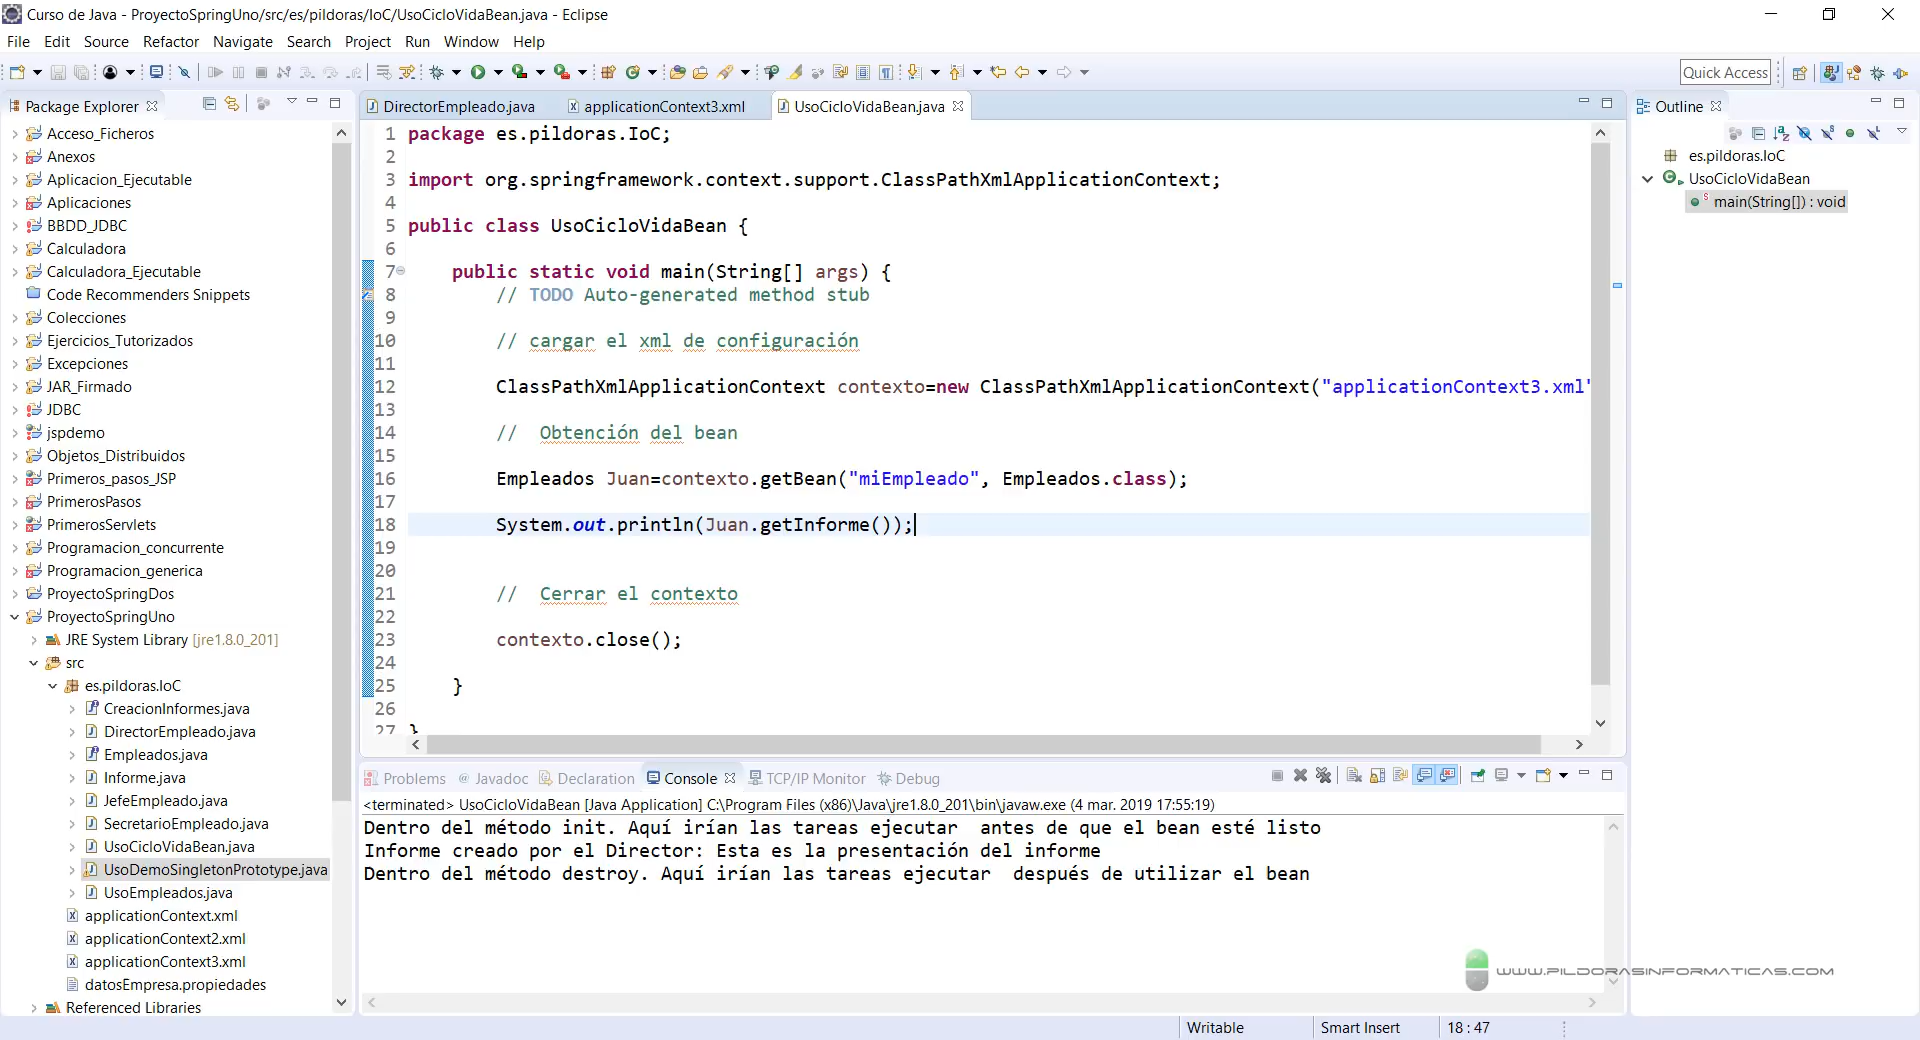 Curso de Java - ProyectoSpringUno/src/es/pildoras/IoC/UsoCicloVidaBean.java - Eclipse
File Edit Source Refactor Navigate Search Project Run Window Help
Quick Access
Package Explorer
Acceso_Ficheros
Anexos
Aplicacion_Ejecutable
Aplicaciones
BBDD_JDBC
Calculadora
Calculadora_Ejecutable
Code Recommenders Snippets
Colecciones
Ejercicios_Tutorizados
Excepciones
JAR_Firmado
JDBC
jspdemo
Objetos_Distribuidos
Primeros_pasos_JSP
PrimerosPasos
PrimerosServlets
Programacion_concurrente
Programacion_generica
ProyectoSpringDos
ProyectoSpringUno
JRE System Library [jre1.8.0_201]
src
es.pildoras.IoC
CreacionInformes.java
DirectorEmpleado.java
Empleados.java
Informe.java
JefeEmpleado.java
SecretarioEmpleado.java
UsoCicloVidaBean.java
UsoDemoSingletonPrototype.java
UsoEmpleados.java
applicationContext.xml
applicationContext2.xml
applicationContext3.xml
datosEmpresa.propiedades
Referenced Libraries
DirectorEmpleado.java applicationContext3.xml UsoCicloVidaBean.java
1 package es.pildoras.IoC;
2
3 import org.springframework.context.support.ClassPathXmlApplicationContext;
4
5 public class UsoCicloVidaBean {
6
7 public static void main(String[] args) {
8 // TODO Auto-generated method stub
9
10 // cargar el xml de configuración
11
12 ClassPathXmlApplicationContext contexto=new ClassPathXmlApplicationContext("applicationContext3.xml"
13
14 // Obtención del bean
15
16 Empleados Juan=contexto.getBean("miEmpleado", Empleados.class);
17
18 System.out.println(Juan.getInforme());
19
20
21 // Cerrar el contexto
22
23 contexto.close();
24
25 }
26
27 }
Outline
es.pildoras.IoC
UsoCicloVidaBean
main(String[]) : void
Problems @ Javadoc Declaration Console TCP/IP Monitor Debug
<terminated> UsoCicloVidaBean [Java Application] C:\Program Files (x86)\Java\jre1.8.0_201\bin\javaw.exe (4 mar. 2019 17:55:19)
Dentro del método init. Aquí irían las tareas ejecutar antes de que el bean esté listo
Informe creado por el Director: Esta es la presentación del informe
Dentro del método destroy. Aquí irían las tareas ejecutar después de utilizar el bean
WWW.PILDORASINFORMATICAS.COM
Writable Smart Insert 18 : 47